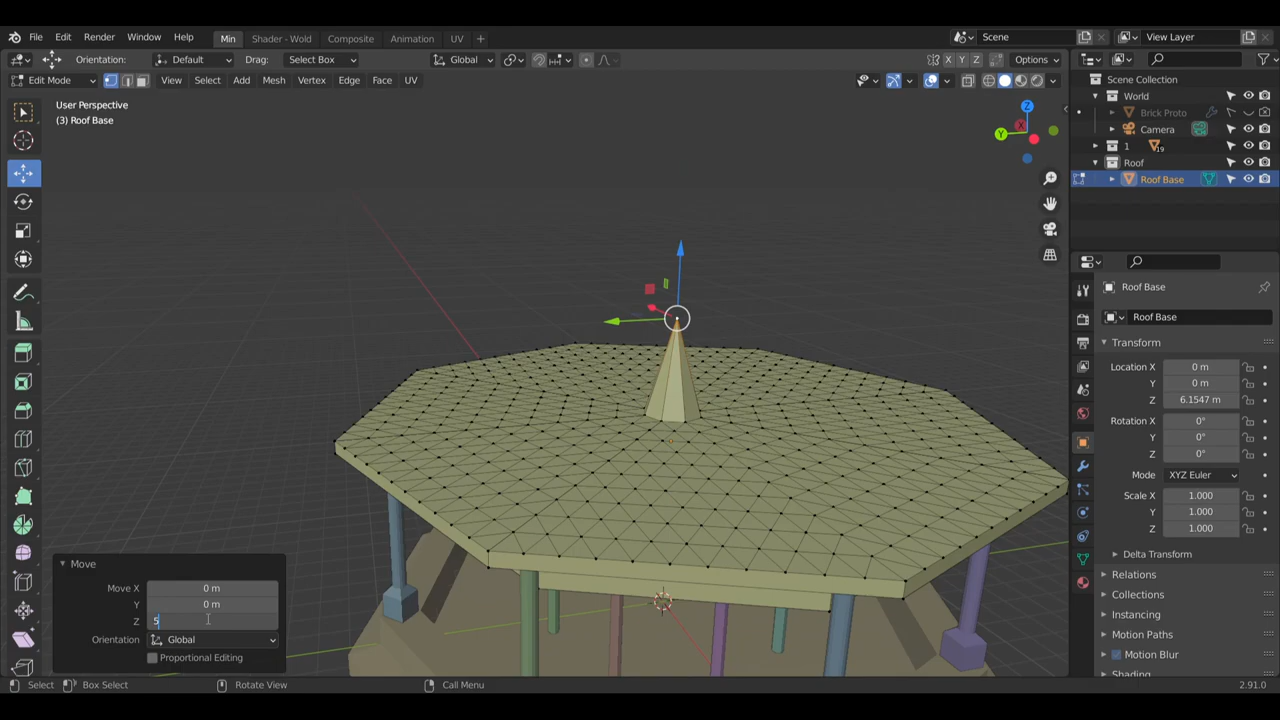 File Edit Render Window Help Min Shader - Wold Composite Animation UV + Scene View Layer
Orientation: Default Drag: Select Box Global X Y Z Options
Edit Mode View Select Add Mesh Vertex Edge Face UV
User Perspective
(3) Roof Base
Z
Y
X
Scene Collection
World
Brick Proto
Camera
1 19
Roof
Roof Base
Roof Base
Roof Base
Transform
Location X 0 m
Y 0 m
Z 6.1547 m
Rotation X 0°
Y 0°
Z 0°
Mode XYZ Euler
Scale X 1.000
Y 1.000
Z 1.000
Delta Transform
Relations
Collections
Instancing
Motion Paths
Motion Blur
Shading
Move
Move X 0 m
Y 0 m
Z 5
Orientation Global
Proportional Editing
Select Box Select Rotate View Call Menu 2.91.0